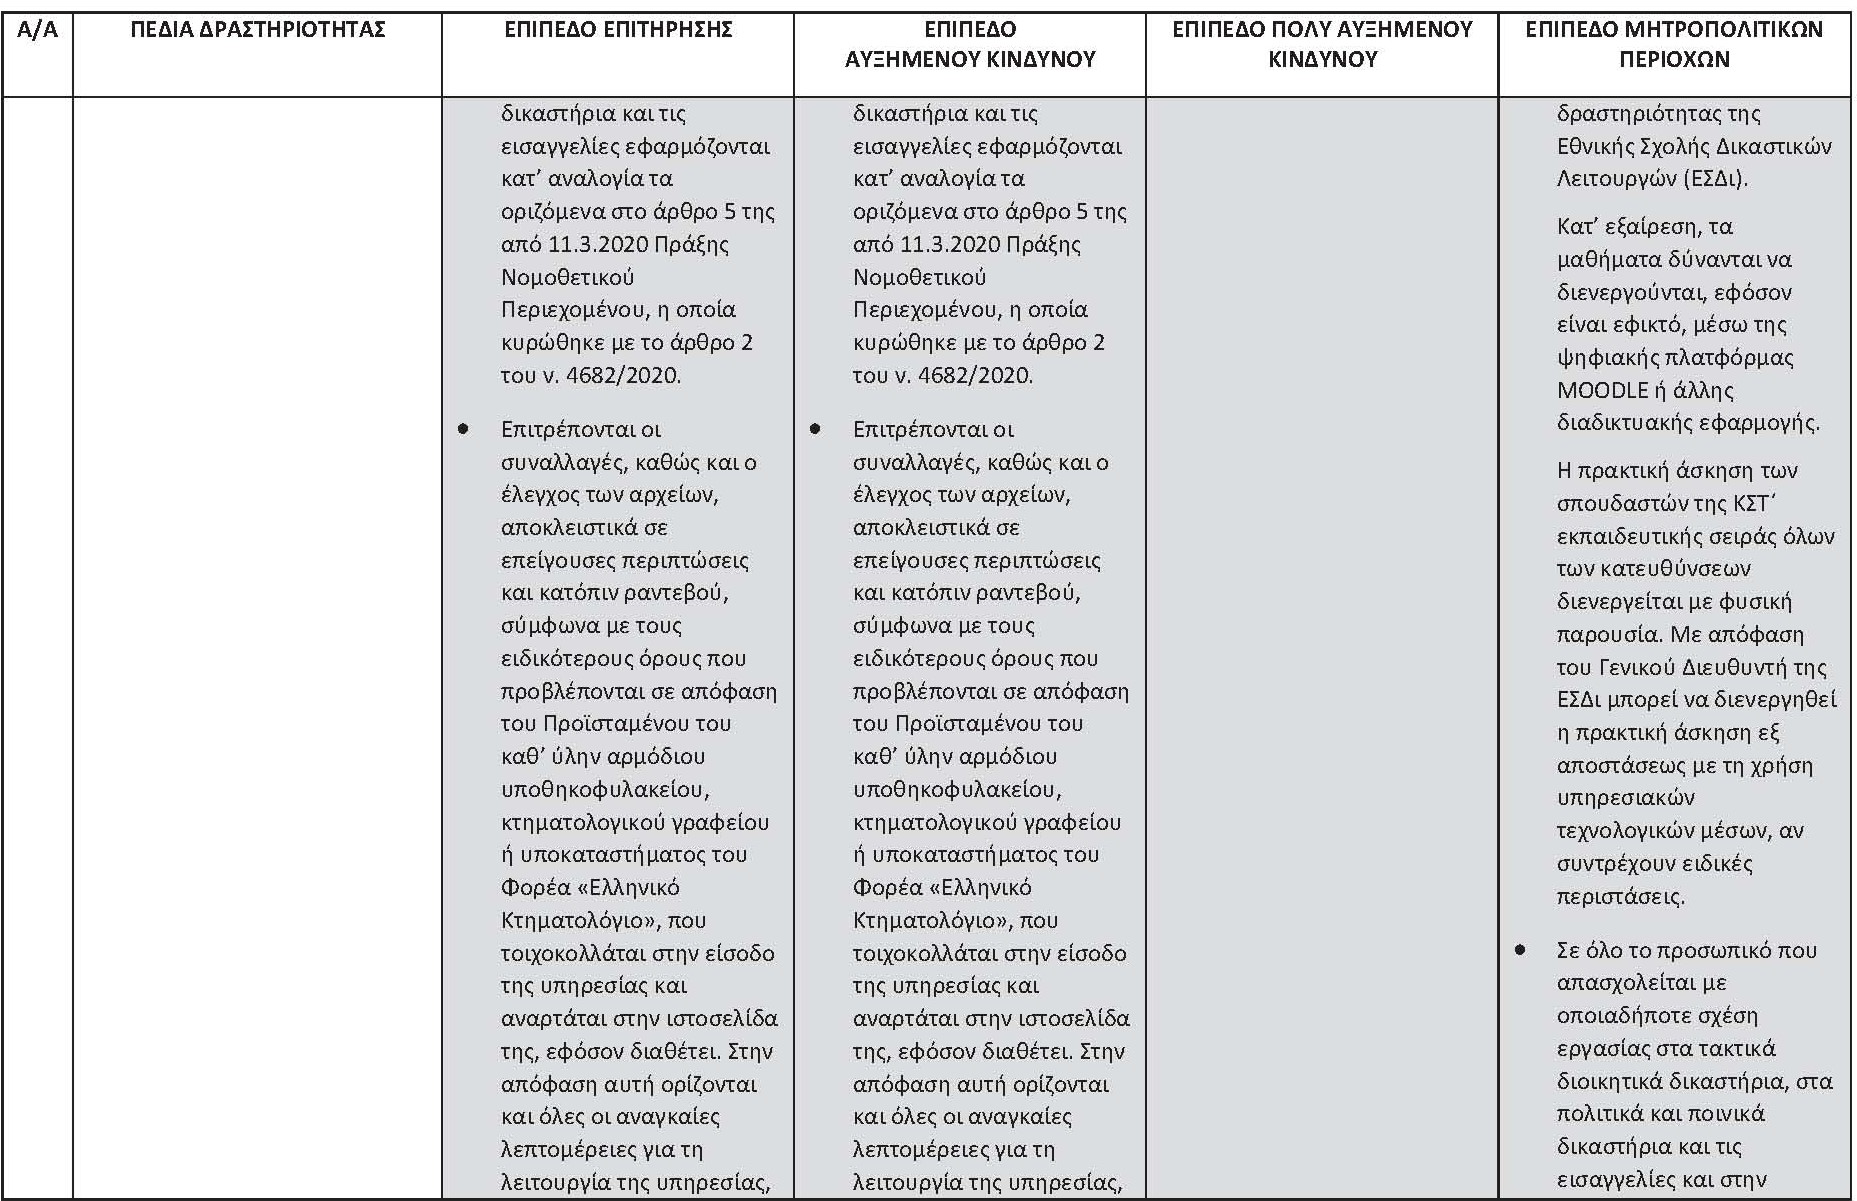 Α/Α
ΠΕΔΙΑ ΔΡΑΣΤΗΡΙΟΤΗΤΑΣ
ΕΠΙΠΕΔΟ ΕΠΙΤΗΡΗΣΗΣ
ΕΠΙΠΕΔΟ
ΑΥΞΗΜΕΝΟΥ ΚΙΝΔΥΝΟΥ
ΕΠΙΠΕΔΟ ΠΟΛΥ ΑΥΞΗΜΕΝΟΥ
ΚΙΝΔΥΝΟΥ
ΕΠΙΠΕΔΟ ΜΗΤΡΟΠΟΛΙΤΙΚΩΝ
ΠΕΡΙΟΧΩΝ
δικαστήρια και τις
εισαγγελίες εφαρμόζονται
κατ’ αναλογία τα
οριζόμενα στο άρθρο 5 της
από 11.3.2020 Πράξης
Νομοθετικού
Περιεχομένου, η οποία
κυρώθηκε με το άρθρο 2
του ν. 4682/2020.
• Επιτρέπονται οι
συναλλαγές, καθώς και ο
έλεγχος των αρχείων,
αποκλειστικά σε
επείγουσες περιπτώσεις
και κατόπιν ραντεβού,
σύμφωνα με τους
ειδικότερους όρους που
προβλέπονται σε απόφαση
του Προϊσταμένου του
καθ’ ύλην αρμόδιου
υποθηκοφυλακείου,
κτηματολογικού γραφείου
ή υποκαταστήματος του
Φορέα «Ελληνικό
Κτηματολόγιο», που
τοιχοκολλάται στην είσοδο
της υπηρεσίας και
αναρτάται στην ιστοσελίδα
της, εφόσον διαθέτει. Στην
απόφαση αυτή ορίζονται
και όλες οι αναγκαίες
λεπτομέρειες για τη
λειτουργία της υπηρεσίας,
δικαστήρια και τις
εισαγγελίες εφαρμόζονται
κατ’ αναλογία τα
οριζόμενα στο άρθρο 5 της
από 11.3.2020 Πράξης
Νομοθετικού
Περιεχομένου, η οποία
κυρώθηκε με το άρθρο 2
του ν. 4682/2020.
• Επιτρέπονται οι
συναλλαγές, καθώς και ο
έλεγχος των αρχείων,
αποκλειστικά σε
επείγουσες περιπτώσεις
και κατόπιν ραντεβού,
σύμφωνα με τους
ειδικότερους όρους που
προβλέπονται σε απόφαση
του Προϊσταμένου του
καθ’ ύλην αρμόδιου
υποθηκοφυλακείου,
κτηματολογικού γραφείου
ή υποκαταστήματος του
Φορέα «Ελληνικό
Κτηματολόγιο», που
τοιχοκολλάται στην είσοδο
της υπηρεσίας και
αναρτάται στην ιστοσελίδα
της, εφόσον διαθέτει. Στην
απόφαση αυτή ορίζονται
και όλες οι αναγκαίες
λεπτομέρειες για τη
λειτουργία της υπηρεσίας,
δραστηριότητας της
Εθνικής Σχολής Δικαστικών
Λειτουργών (ΕΣΔι).
Κατ’ εξαίρεση, τα
μαθήματα δύνανται να
διενεργούνται, εφόσον
είναι εφικτό, μέσω της
ψηφιακής πλατφόρμας
MOODLE ή άλλης
διαδικτυακής εφαρμογής.
Η πρακτική άσκηση των
σπουδαστών της ΚΣΤ΄
εκπαιδευτικής σειράς όλων
των κατευθύνσεων
διενεργείται με φυσική
παρουσία. Με απόφαση
του Γενικού Διευθυντή της
ΕΣΔι μπορεί να διενεργηθεί
η πρακτική άσκηση εξ
αποστάσεως με τη χρήση
υπηρεσιακών
τεχνολογικών μέσων, αν
συντρέχουν ειδικές
περιστάσεις.
• Σε όλο το προσωπικό που
απασχολείται με
οποιαδήποτε σχέση
εργασίας στα τακτικά
διοικητικά δικαστήρια, στα
πολιτικά και ποινικά
δικαστήρια και τις
εισαγγελίες και στην